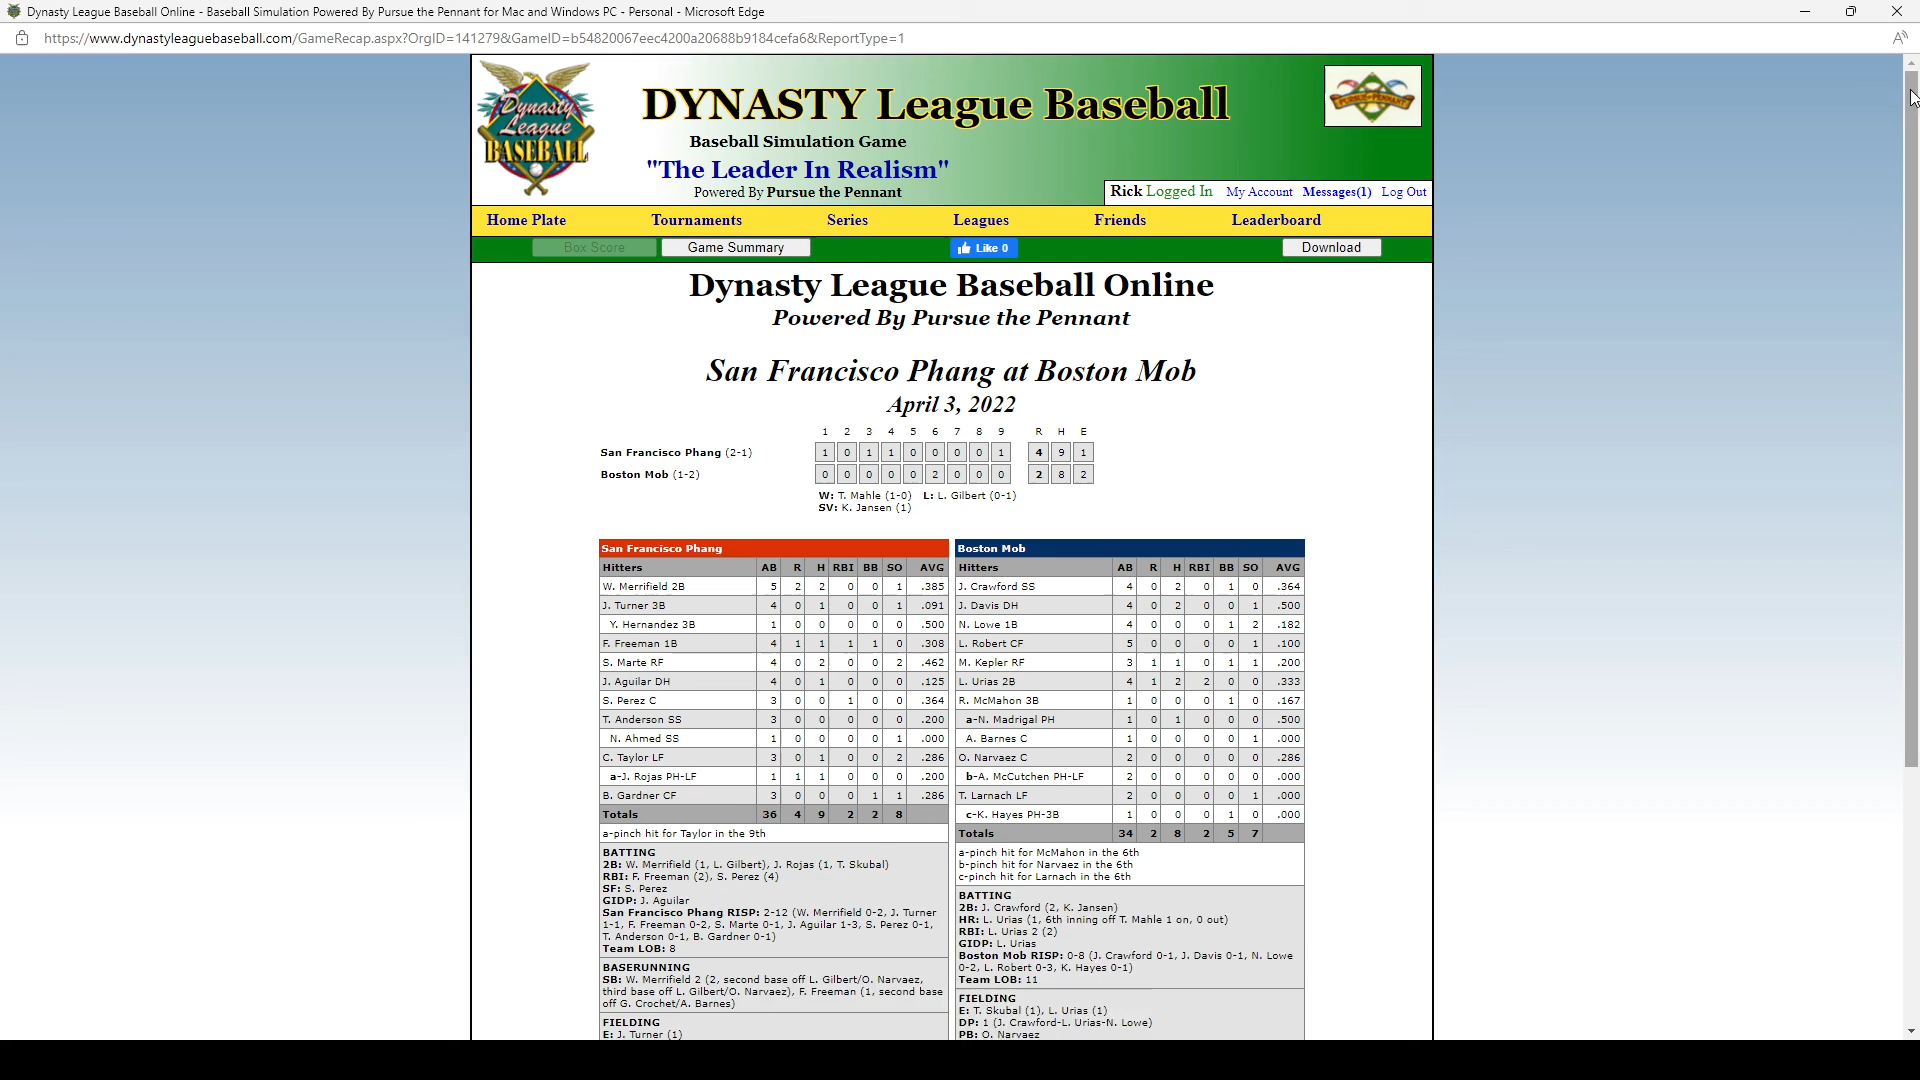 Dynasty League Baseball Online - Baseball Simulation Powered By Pursue the Pennant for Mac and Windows PC - Personal - Microsoft Edge
https://www.dynastyleaguebaseball.com/GameRecap.aspx?OrgID=141279&GameID=b54820067eec4200a20688b9184cefa6&ReportType=1
Dynasty League BASEBALL
DYNASTY League Baseball
PURSUE the PENNANT
Baseball Simulation Game
"The Leader In Realism"
Powered By Pursue the Pennant
Rick Logged In My Account Messages(1) Log Out
Home Plate Tournaments Series Leagues Friends Leaderboard
Box Score Game Summary Like 0 Download
Dynasty League Baseball Online
Powered By Pursue the Pennant
San Francisco Phang at Boston Mob
April 3, 2022
1 2 3 4 5 6 7 8 9 R H E
San Francisco Phang (2-1) 1 0 1 1 0 0 0 0 1 4 9 1
Boston Mob (1-2) 0 0 0 0 0 2 0 0 0 2 8 2
W: T. Mahle (1-0) L: L. Gilbert (0-1)
SV: K. Jansen (1)
San Francisco Phang
Hitters AB R H RBI BB SO AVG
W. Merrifield 2B 5 2 2 0 0 1 .385
J. Turner 3B 4 0 1 0 0 1 .091
Y. Hernandez 3B 1 0 0 0 0 0 .500
F. Freeman 1B 4 1 1 1 1 0 .308
S. Marte RF 4 0 2 0 0 2 .462
J. Aguilar DH 4 0 1 0 0 0 .125
S. Perez C 3 0 0 1 0 0 .364
T. Anderson SS 3 0 0 0 0 0 .200
N. Ahmed SS 1 0 0 0 0 1 .000
C. Taylor LF 3 0 1 0 0 2 .286
a-J. Rojas PH-LF 1 1 1 0 0 0 .200
B. Gardner CF 3 0 0 0 1 1 .286
Totals 36 4 9 2 2 8
a-pinch hit for Taylor in the 9th
BATTING
2B: W. Merrifield (1, L. Gilbert), J. Rojas (1, T. Skubal)
RBI: F. Freeman (2), S. Perez (4)
SF: S. Perez
GIDP: J. Aguilar
San Francisco Phang RISP: 2-12 (W. Merrifield 0-2, J. Turner
1-1, F. Freeman 0-2, S. Marte 0-1, J. Aguilar 1-3, S. Perez 0-1,
T. Anderson 0-1, B. Gardner 0-1)
Team LOB: 8
BASERUNNING
SB: W. Merrifield 2 (2, second base off L. Gilbert/O. Narvaez,
third base off L. Gilbert/O. Narvaez), F. Freeman (1, second base
off G. Crochet/A. Barnes)
FIELDING
E: J. Turner (1)
Boston Mob
Hitters AB R H RBI BB SO AVG
J. Crawford SS 4 0 2 0 1 0 .364
J. Davis DH 4 0 2 0 0 1 .500
N. Lowe 1B 4 0 0 0 1 2 .182
L. Robert CF 5 0 0 0 0 1 .100
M. Kepler RF 3 1 1 0 1 1 .200
L. Urias 2B 4 1 2 2 0 0 .333
R. McMahon 3B 1 0 0 0 1 0 .167
a-N. Madrigal PH 1 0 1 0 0 0 .500
A. Barnes C 1 0 0 0 0 1 .000
O. Narvaez C 2 0 0 0 0 0 .286
b-A. McCutchen PH-LF 2 0 0 0 0 0 .000
T. Larnach LF 2 0 0 0 0 1 .000
c-K. Hayes PH-3B 1 0 0 0 1 0 .000
Totals 34 2 8 2 5 7
a-pinch hit for McMahon in the 6th
b-pinch hit for Narvaez in the 6th
c-pinch hit for Larnach in the 6th
BATTING
2B: J. Crawford (2, K. Jansen)
HR: L. Urias (1, 6th inning off T. Mahle 1 on, 0 out)
RBI: L. Urias 2 (2)
GIDP: L. Urias
Boston Mob RISP: 0-8 (J. Crawford 0-1, J. Davis 0-1, N. Lowe
0-2, L. Robert 0-3, K. Hayes 0-1)
Team LOB: 11
FIELDING
E: T. Skubal (1), L. Urias (1)
DP: 1 (J. Crawford-L. Urias-N. Lowe)
PB: O. Narvaez